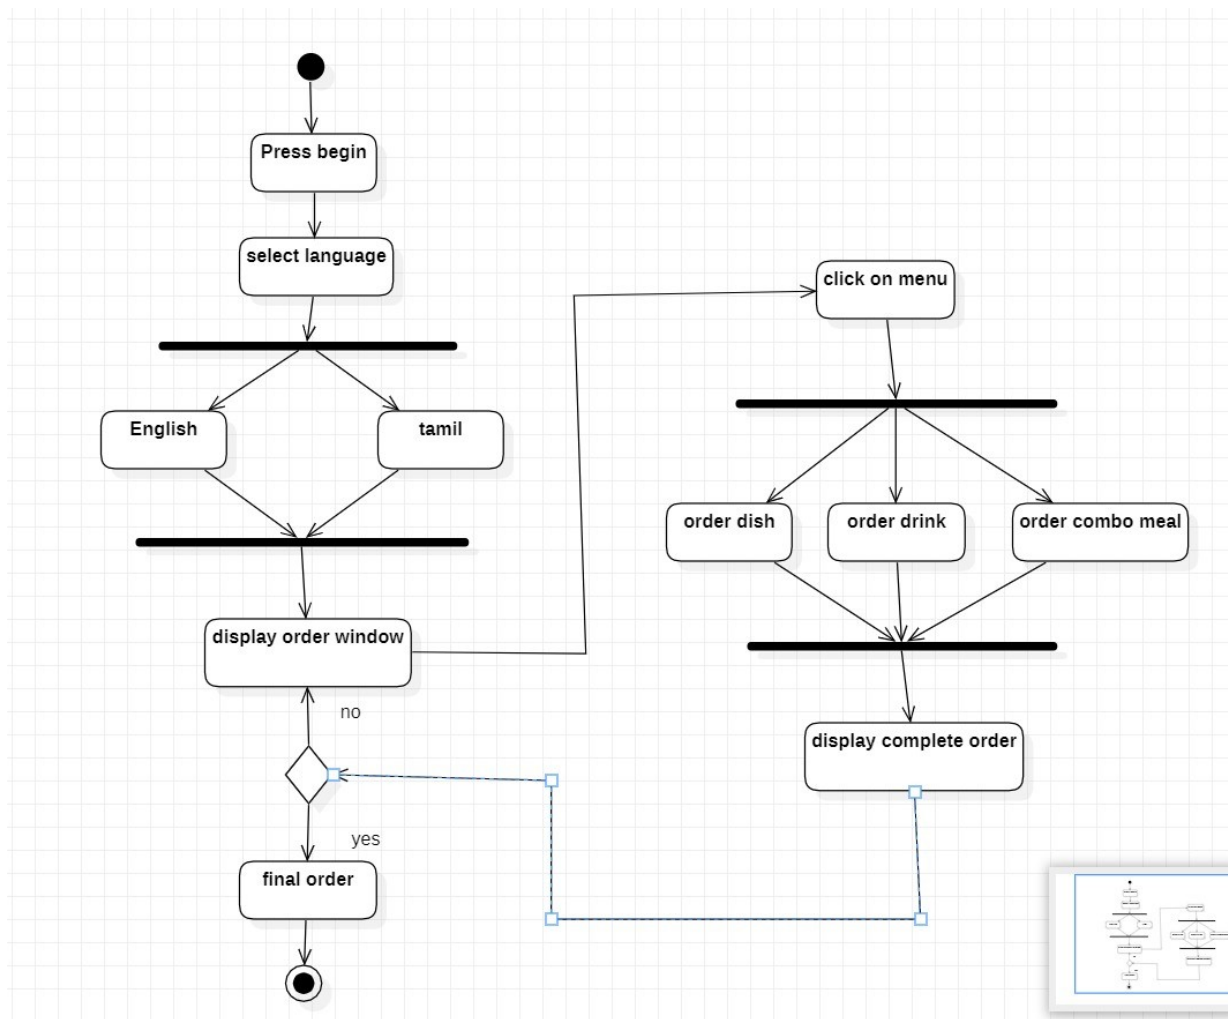 Press begin
select language
English
tamil
display order window
no
yes
final order
click on menu
order dish
order drink
order combo meal
display complete order